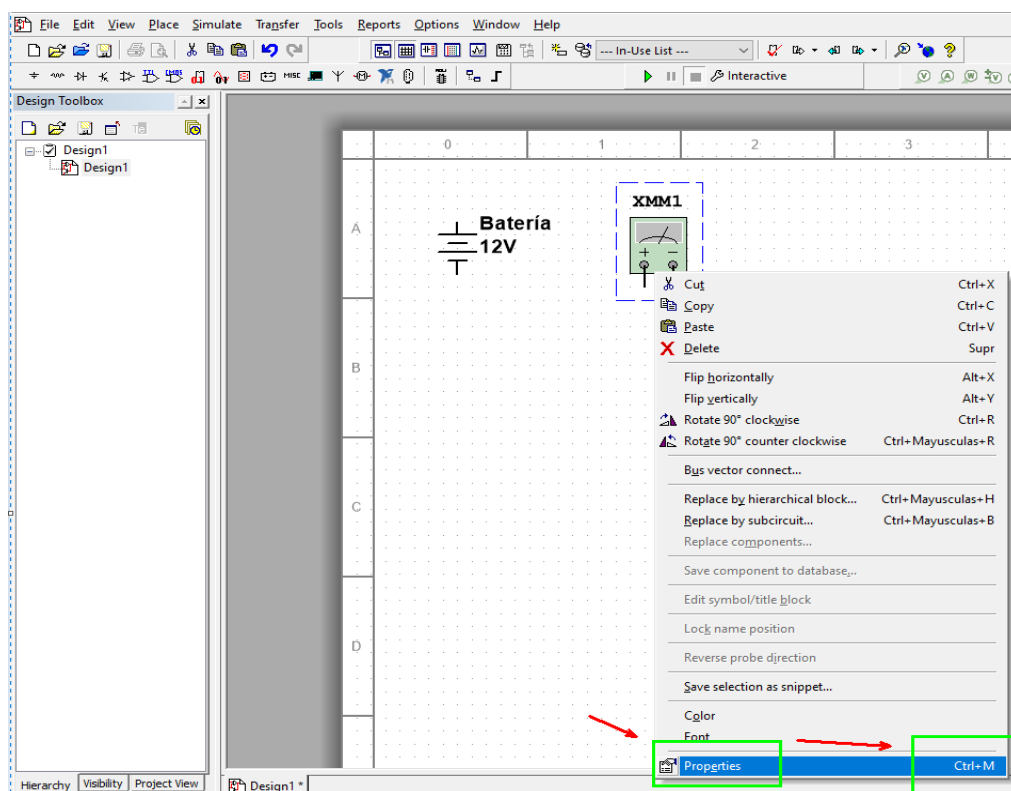 File Edit View Place Simulate Transfer Tools Reports Options Window Help
--- In-Use List ---
MISC Interactive V A W V
Design Toolbox
Design1
Design1
0 1 2 3
XMM1
A
Batería
12V
+ −
Cut Ctrl+X
Copy Ctrl+C
Paste Ctrl+V
Delete Supr
B
Flip horizontally Alt+X
Flip vertically Alt+Y
Rotate 90° clockwise Ctrl+R
Rotate 90° counter clockwise Ctrl+Mayusculas+R
Bus vector connect...
C
Replace by hierarchical block... Ctrl+Mayusculas+H
Replace by subcircuit... Ctrl+Mayusculas+B
Replace components...
Save component to database...
Edit symbol/title block
Lock name position
D
Reverse probe direction
Save selection as snippet...
Color
Font
Properties Ctrl+M
Hierarchy Visibility Project View Design1 *